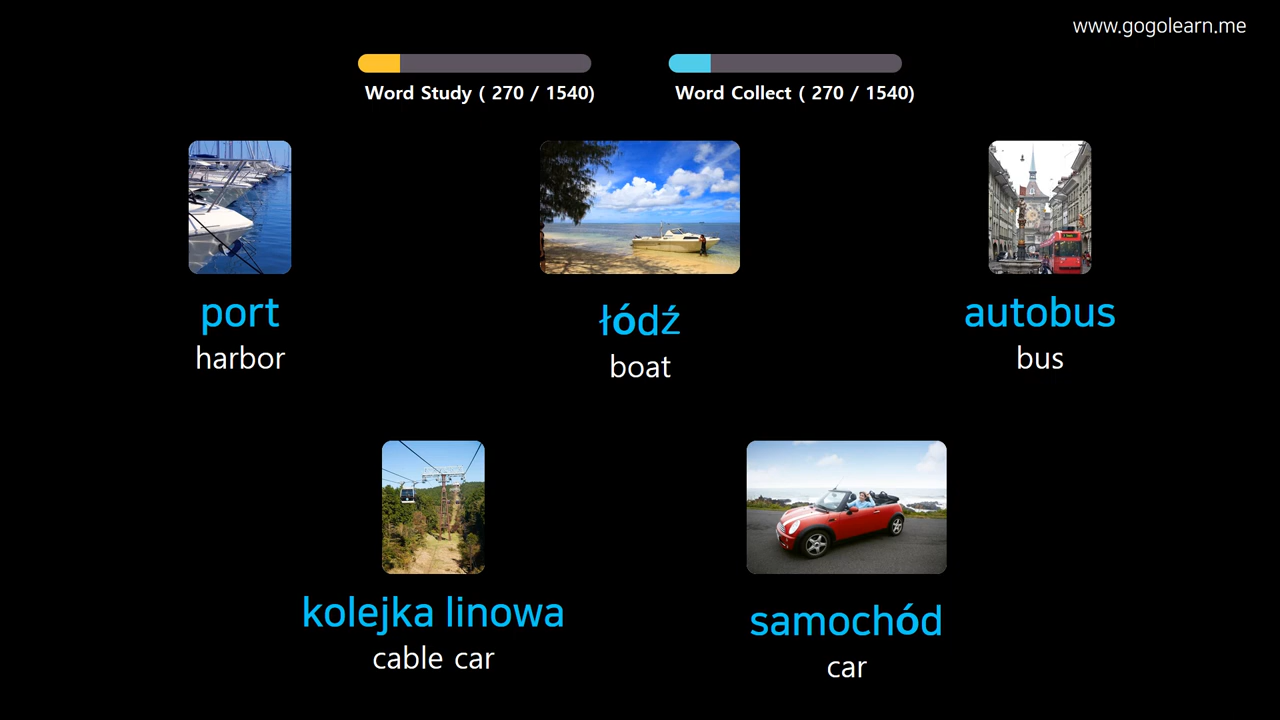 www.gogolearn.me
Word Study ( 270 / 1540)
Word Collect ( 270 / 1540)
port
harbor
łódź
boat
autobus
bus
kolejka linowa
cable car
samochód
car